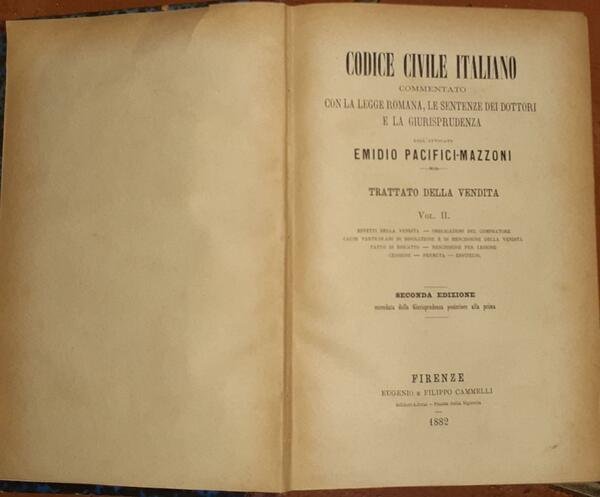 CODICE CIVILE ITALIANO
COMMENTATO
CON LA LEGGE ROMANA, LE SENTENZE DEI DOTTORI
E LA GIURISPRUDENZA
DALL'AVVOCATO
EMIDIO PACIFICI-MAZZONI
TRATTATO DELLA VENDITA
VOL. II.
EFFETTI DELLA VENDITA — OBBLIGAZIONI DEL COMPRATORE
CAUSE PARTICOLARI DI RISOLUZIONE E DI RESCISSIONE DELLA VENDITA
PATTO DI RISCATTO — RESCISSIONE PER LESIONE
CESSIONE — PERMUTA — ENFITEUSI.
SECONDA EDIZIONE
corredata della Giurisprudenza posteriore alla prima
FIRENZE
EUGENIO E FILIPPO CAMMELLI
Editori-Librai — Piazza della Signoria
1882